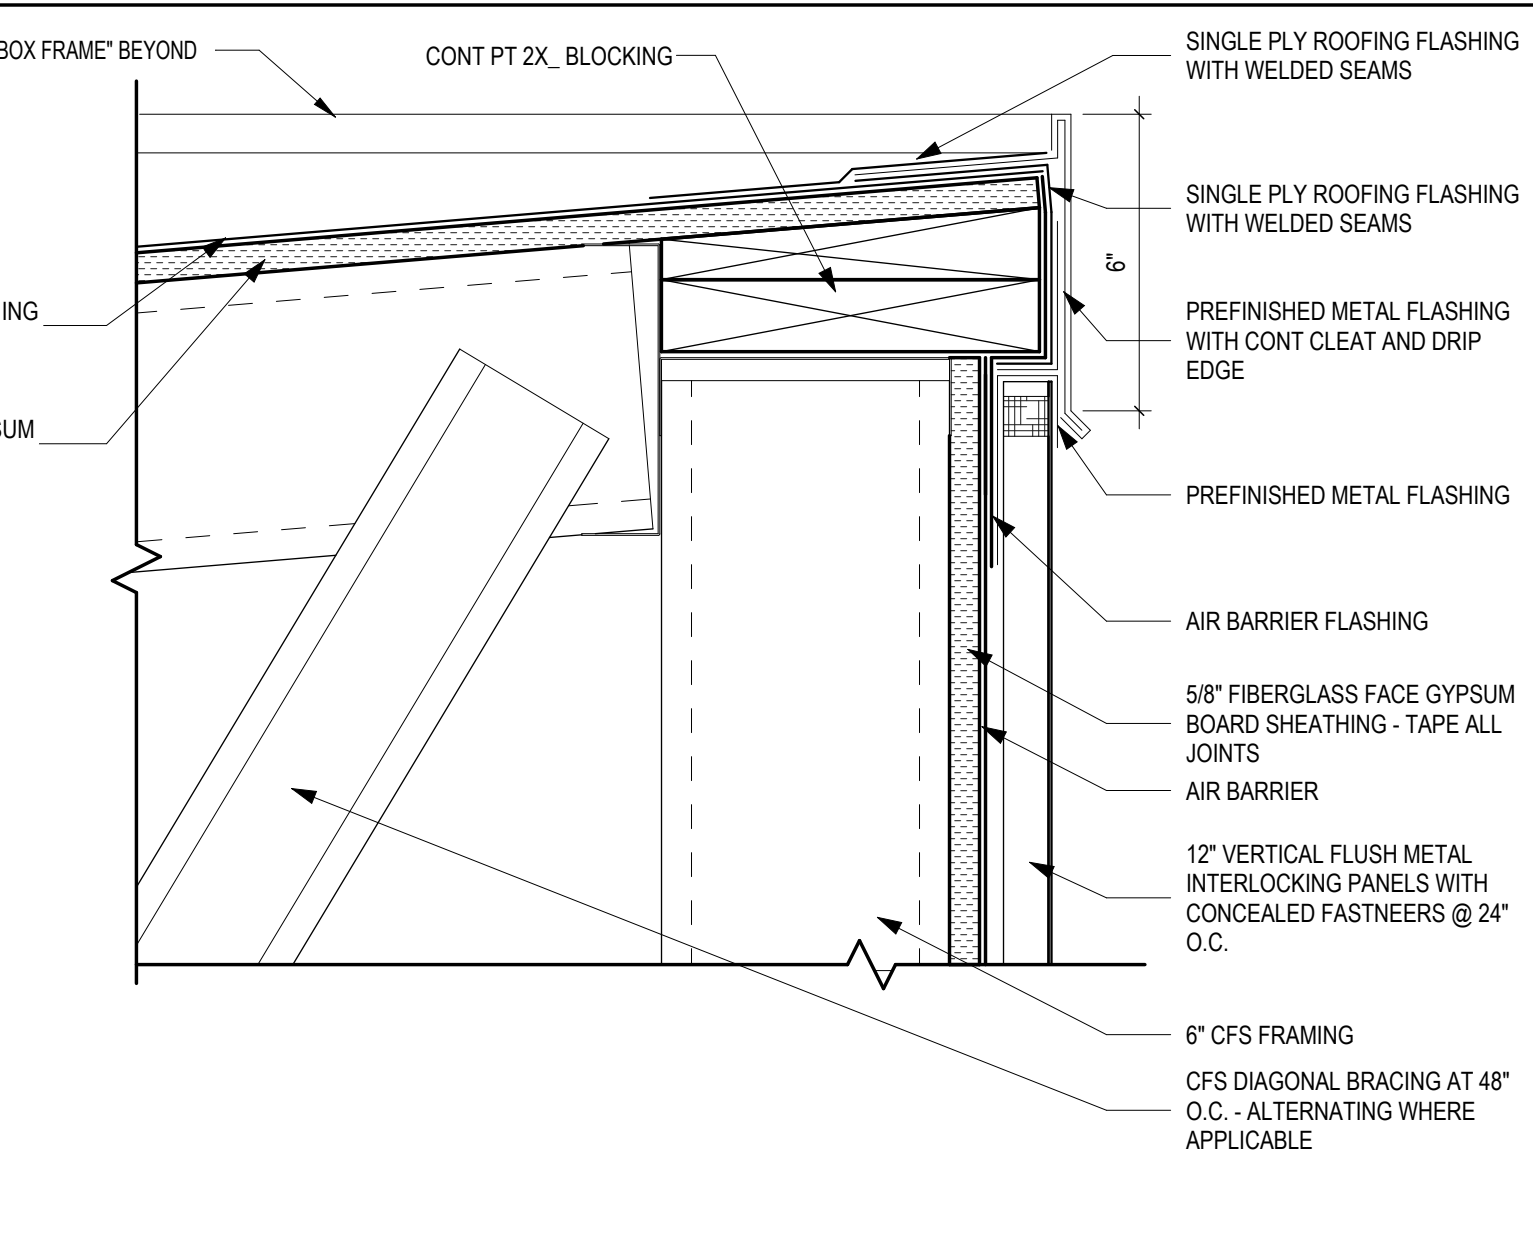 BOX FRAME" BEYOND
CONT PT 2X_ BLOCKING
SINGLE PLY ROOFING FLASHING
WITH WELDED SEAMS
SINGLE PLY ROOFING FLASHING
WITH WELDED SEAMS
6"
PREFINISHED METAL FLASHING
WITH CONT CLEAT AND DRIP
EDGE
ING
SUM
PREFINISHED METAL FLASHING
AIR BARRIER FLASHING
5/8" FIBERGLASS FACE GYPSUM
BOARD SHEATHING - TAPE ALL
JOINTS
AIR BARRIER
12" VERTICAL FLUSH METAL
INTERLOCKING PANELS WITH
CONCEALED FASTNEERS @ 24"
O.C.
6" CFS FRAMING
CFS DIAGONAL BRACING AT 48"
O.C. - ALTERNATING WHERE
APPLICABLE